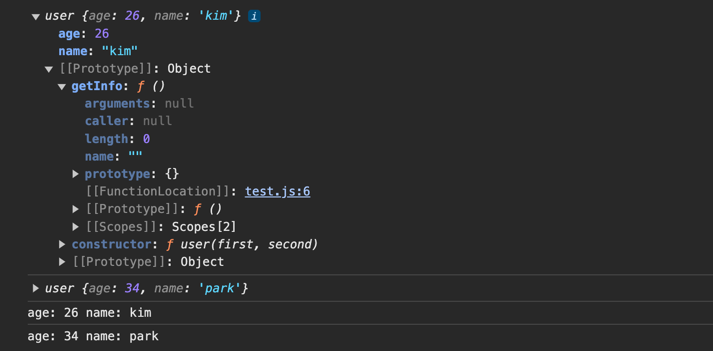 user {age: 26, name: 'kim'} i
age: 26
name: "kim"
[[Prototype]]: Object
getInfo: ƒ ()
arguments: null
caller: null
length: 0
name: ""
prototype: {}
[[FunctionLocation]]: test.js:6
[[Prototype]]: ƒ ()
[[Scopes]]: Scopes[2]
constructor: ƒ user(first, second)
[[Prototype]]: Object
user {age: 34, name: 'park'}
age: 26 name: kim
age: 34 name: park